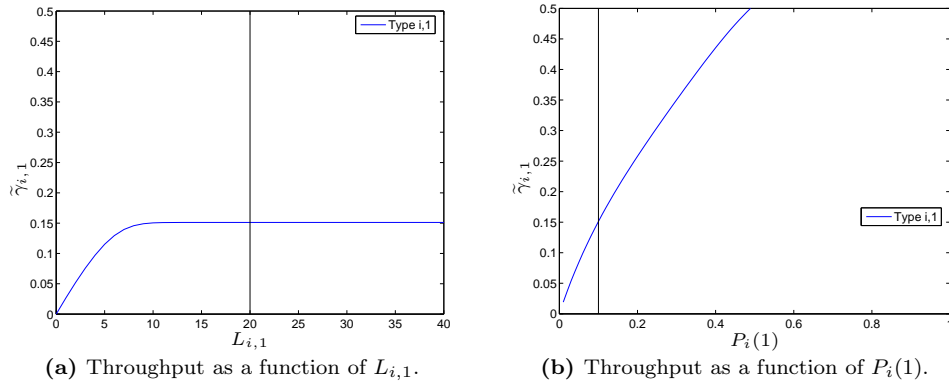 0.5
0.45
0.4
0.35
0.3
0.25
0.2
0.15
0.1
0.05
0
γ̃i,1
Type i,1
0 5 10 15 20 25 30 35 40
Li,1
(a) Throughput as a function of Li,1.
0.5
0.45
0.4
0.35
0.3
0.25
0.2
0.15
0.1
0.05
0
γ̃i,1
Type i,1
0 0.2 0.4 0.6 0.8 1
Pi(1)
(b) Throughput as a function of Pi(1).